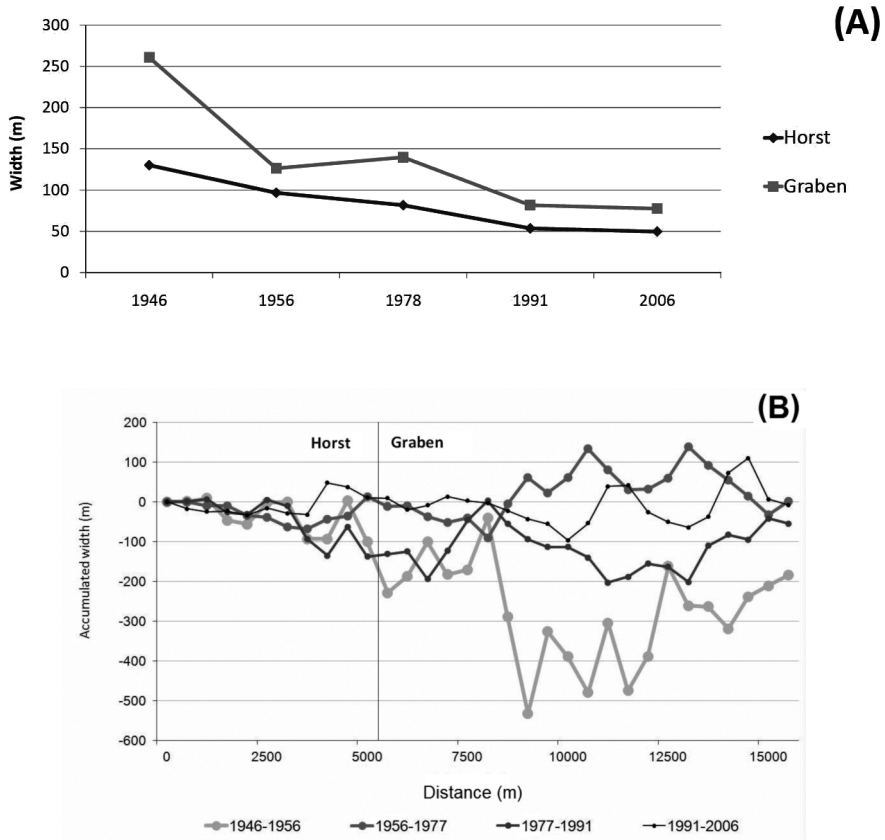 (A)
300
250
200
150
100
50
0
Width (m)
1946 1956 1978 1991 2006
Horst
Graben
(B)
200
100
0
-100
-200
-300
-400
-500
-600
Accumulated width (m)
Horst Graben
0 2500 5000 7500 10000 12500 15000
Distance (m)
1946-1956 1956-1977 1977-1991 1991-2006